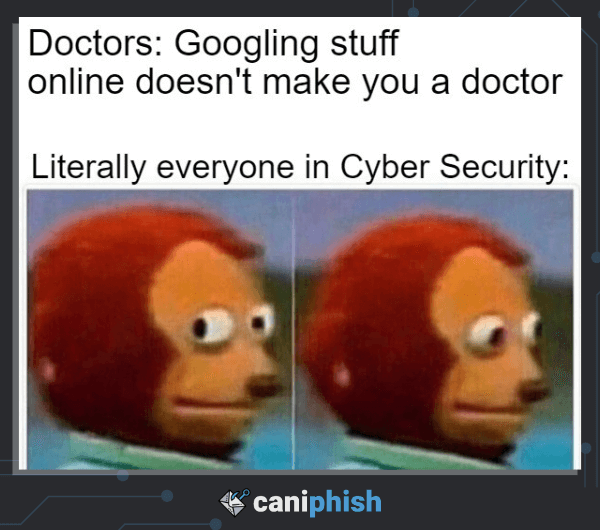 Doctors: Googling stuff
online doesn't make you a doctor
Literally everyone in Cyber Security:
caniphish